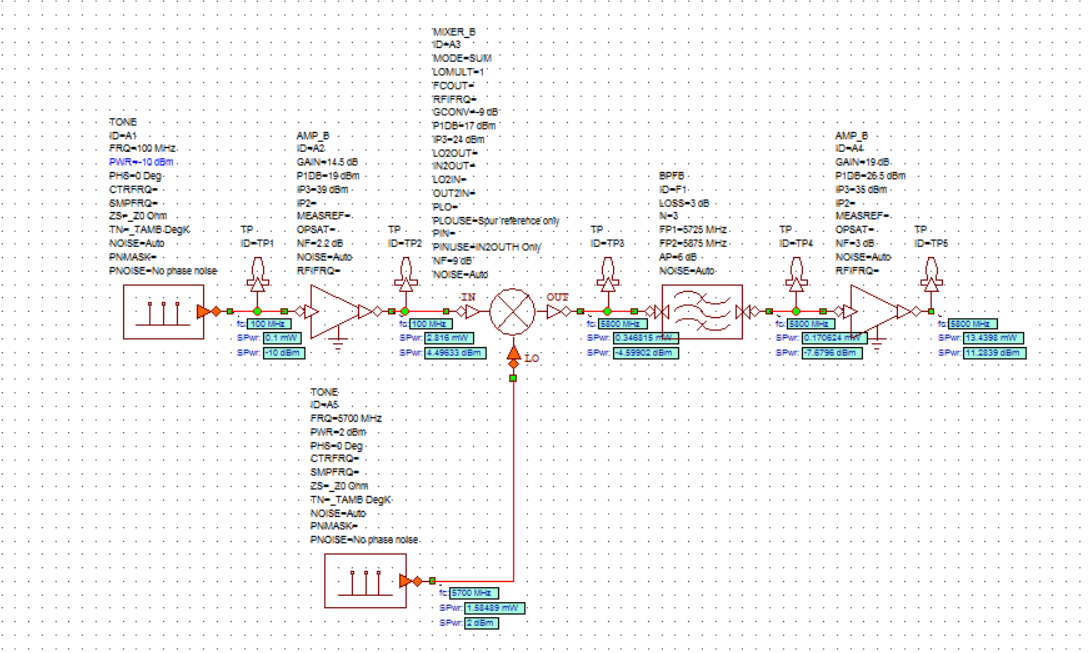 MIXER_B
ID=A3
MODE=SUM
LOMULT=1
FCOUT=
RFIFRQ=
GCONV=-9 dB
P1DB=17 dBm
IP3=24 dBm
LO2OUT=
IN2OUT=
LO2IN=
OUT2IN=
PLO=
PLOUSE=Spur reference only
PIN=
PINUSE=IN2OUTH Only
NF=9 dB
NOISE=Auto
TONE
ID=A1
FRQ=100 MHz
PWR=-10 dBm
PHS=0 Deg
CTRFRQ=
SMPFRQ=
ZS=_Z0 Ohm
TN=_TAMB DegK
NOISE=Auto
PNMASK=
PNOISE=No phase noise
AMP_B
ID=A2
GAIN=14.5 dB
P1DB=19 dBm
IP3=39 dBm
IP2=
MEASREF=
OPSAT=
NF=2.2 dB
NOISE=Auto
RFIFRQ=
BPFB
ID=F1
LOSS=3 dB
N=3
FP1=5725 MHz
FP2=5875 MHz
AP=6 dB
NOISE=Auto
AMP_B
ID=A4
GAIN=19 dB
P1DB=26.5 dBm
IP3=35 dBm
IP2=
MEASREF=
OPSAT=
NF=3 dB
NOISE=Auto
RFIFRQ=
TP
ID=TP1
TP
ID=TP2
TP
ID=TP3
TP
ID=TP4
TP
ID=TP5
IN
OUT
LO
fc: 100 MHz
SPwr: 0.1 mW
SPwr: -10 dBm
fc: 100 MHz
SPwr: 2.816 mW
SPwr: 4.49633 dBm
fc: 5800 MHz
SPwr: 0.346815 mW
SPwr: -4.59902 dBm
fc: 5800 MHz
SPwr: 0.170624 mW
SPwr: -7.6796 dBm
fc: 5800 MHz
SPwr: 13.4398 mW
SPwr: 11.2839 dBm
TONE
ID=A5
FRQ=5700 MHz
PWR=2 dBm
PHS=0 Deg
CTRFRQ=
SMPFRQ=
ZS=_Z0 Ohm
TN=_TAMB DegK
NOISE=Auto
PNMASK=
PNOISE=No phase noise
fc: 5700 MHz
SPwr: 1.58489 mW
SPwr: 2 dBm